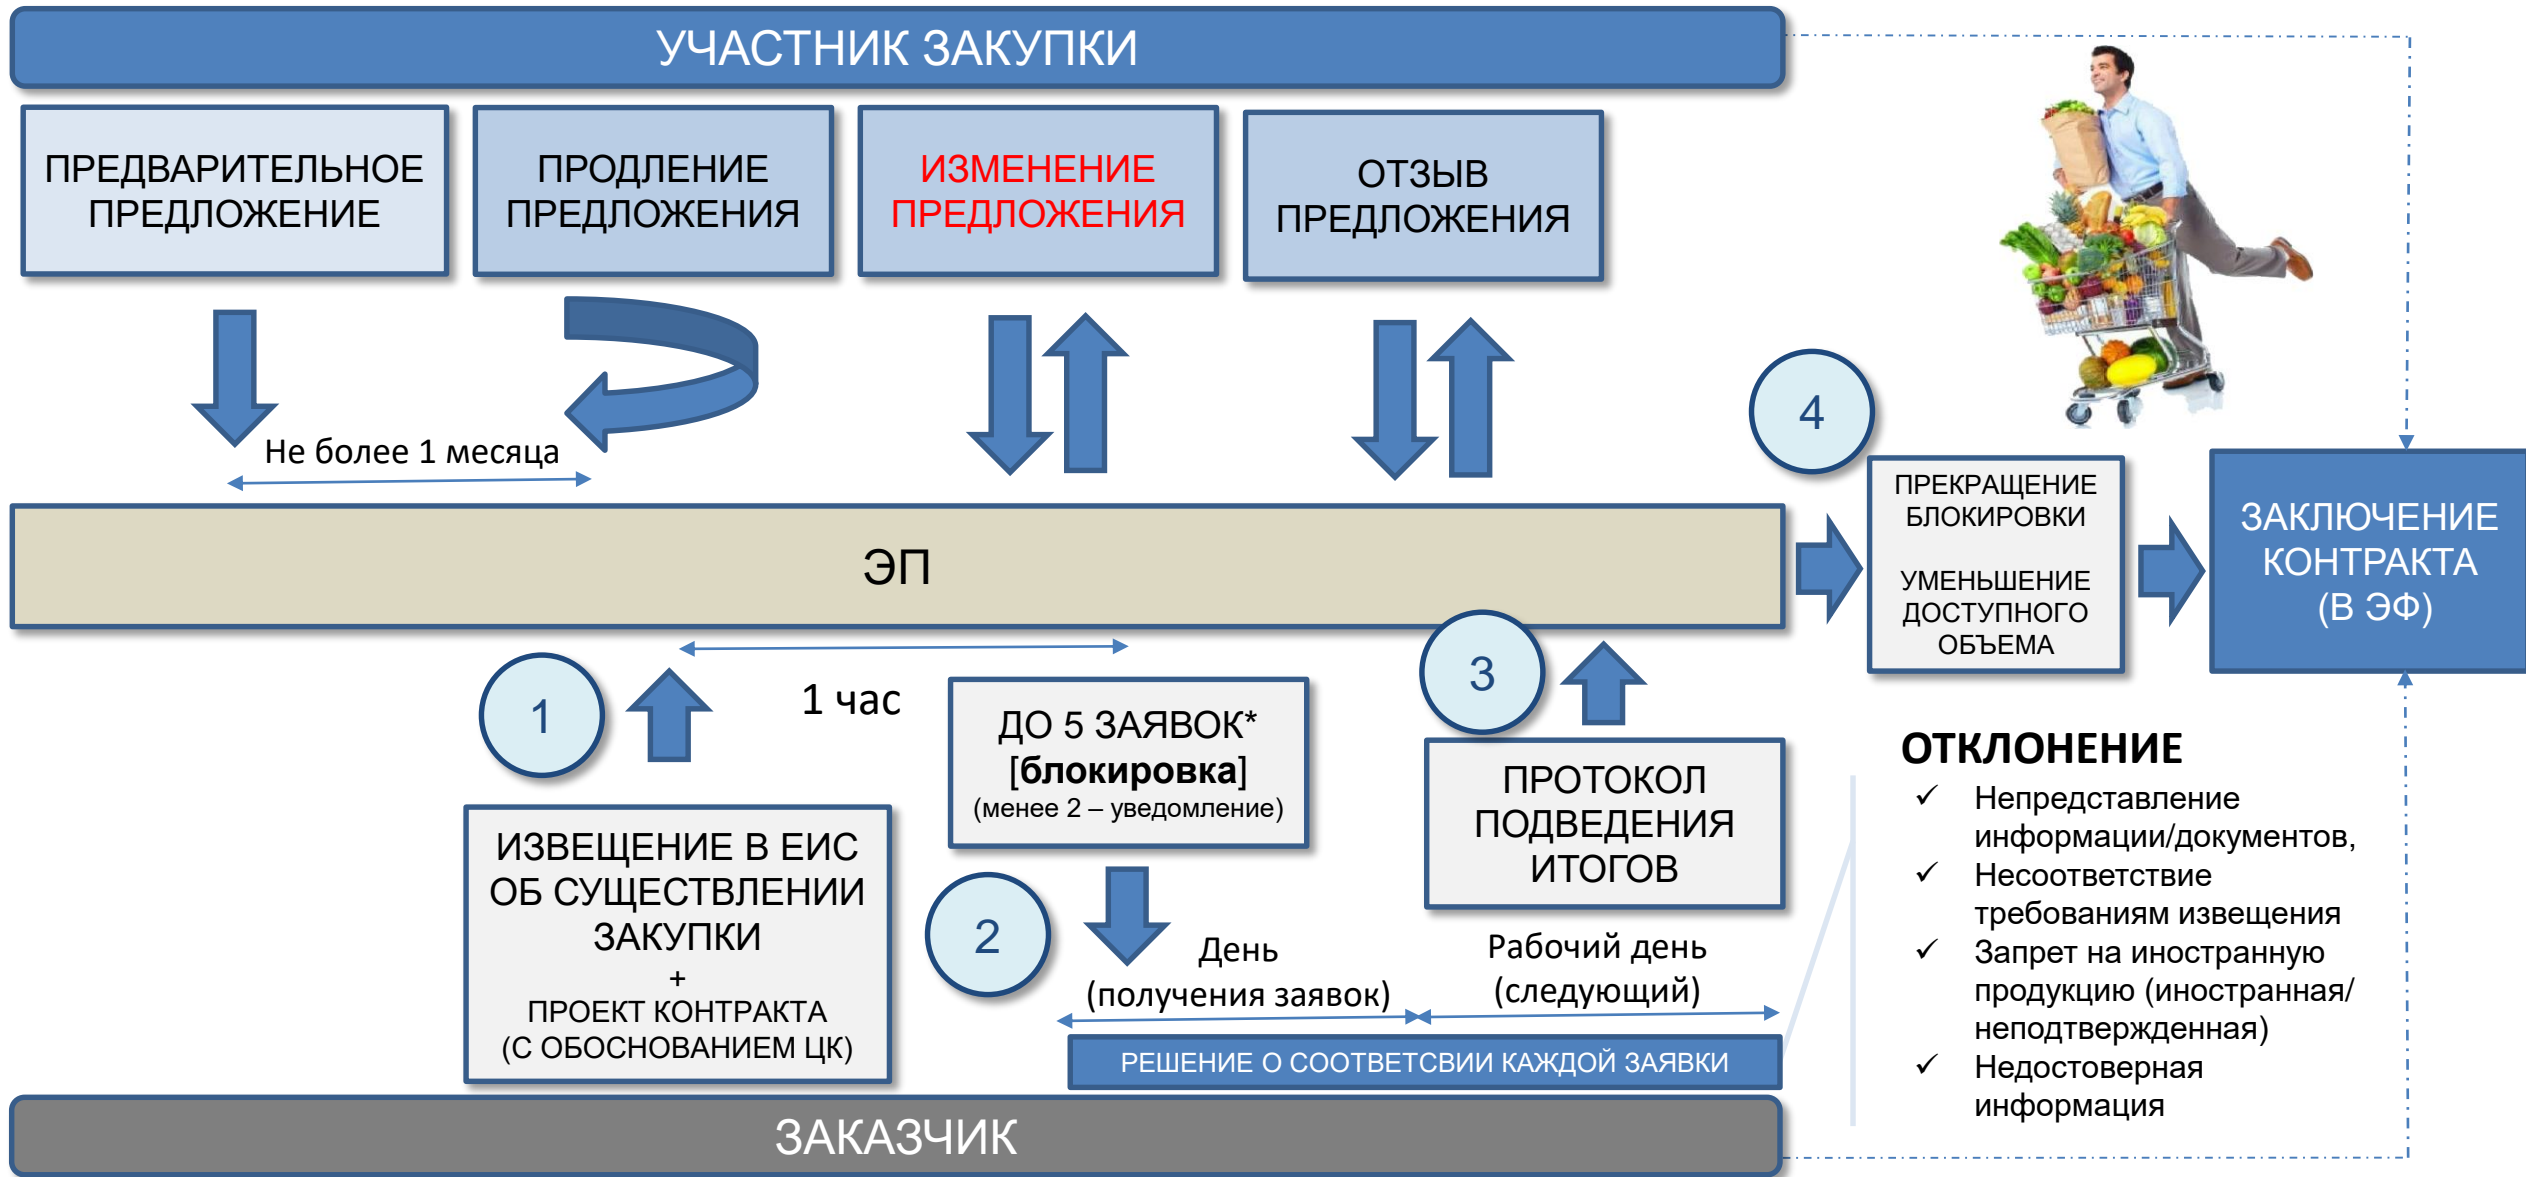 УЧАСТНИК ЗАКУПКИ
ПРЕДВАРИТЕЛЬНОЕ
ПРЕДЛОЖЕНИЕ
ПРОДЛЕНИЕ
ПРЕДЛОЖЕНИЯ
ИЗМЕНЕНИЕ
ПРЕДЛОЖЕНИЯ
ОТЗЫВ
ПРЕДЛОЖЕНИЯ
Не более 1 месяца
ЭП
4
ПРЕКРАЩЕНИЕ
БЛОКИРОВКИ
УМЕНЬШЕНИЕ
ДОСТУПНОГО
ОБЪЕМА
ЗАКЛЮЧЕНИЕ
КОНТРАКТА
(В ЭФ)
1
1 час
ИЗВЕЩЕНИЕ В ЕИС
ОБ СУЩЕСТВЛЕНИИ
ЗАКУПКИ
+
ПРОЕКТ КОНТРАКТА
(С ОБОСНОВАНИЕМ ЦК)
ДО 5 ЗАЯВОК*
[блокировка]
(менее 2 – уведомление)
2
День
(получения заявок)
3
ПРОТОКОЛ
ПОДВЕДЕНИЯ
ИТОГОВ
Рабочий день
(следующий)
РЕШЕНИЕ О СООТВЕТСВИИ КАЖДОЙ ЗАЯВКИ
ОТКЛОНЕНИЕ
✓ Непредставление
информации/документов,
✓ Несоответствие
требованиям извещения
✓ Запрет на иностранную
продукцию (иностранная/
неподтвержденная)
✓ Недостоверная
информация
ЗАКАЗЧИК